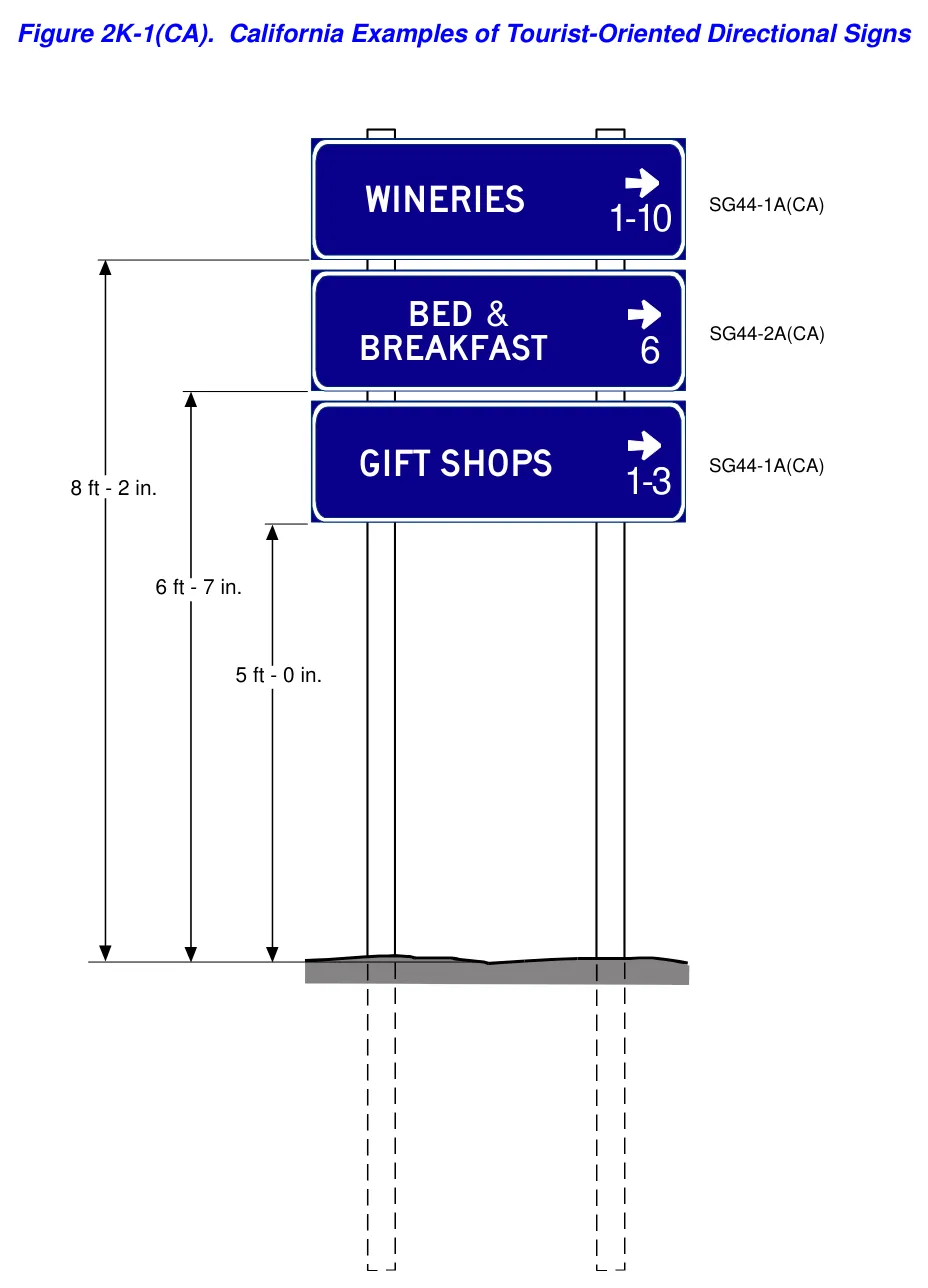 Figure 2K-1(CA). California Examples of Tourist-Oriented Directional Signs
WINERIES
1-10
SG44-1A(CA)
BED &
BREAKFAST
6
SG44-2A(CA)
GIFT SHOPS
1-3
SG44-1A(CA)
8 ft - 2 in.
6 ft - 7 in.
5 ft - 0 in.